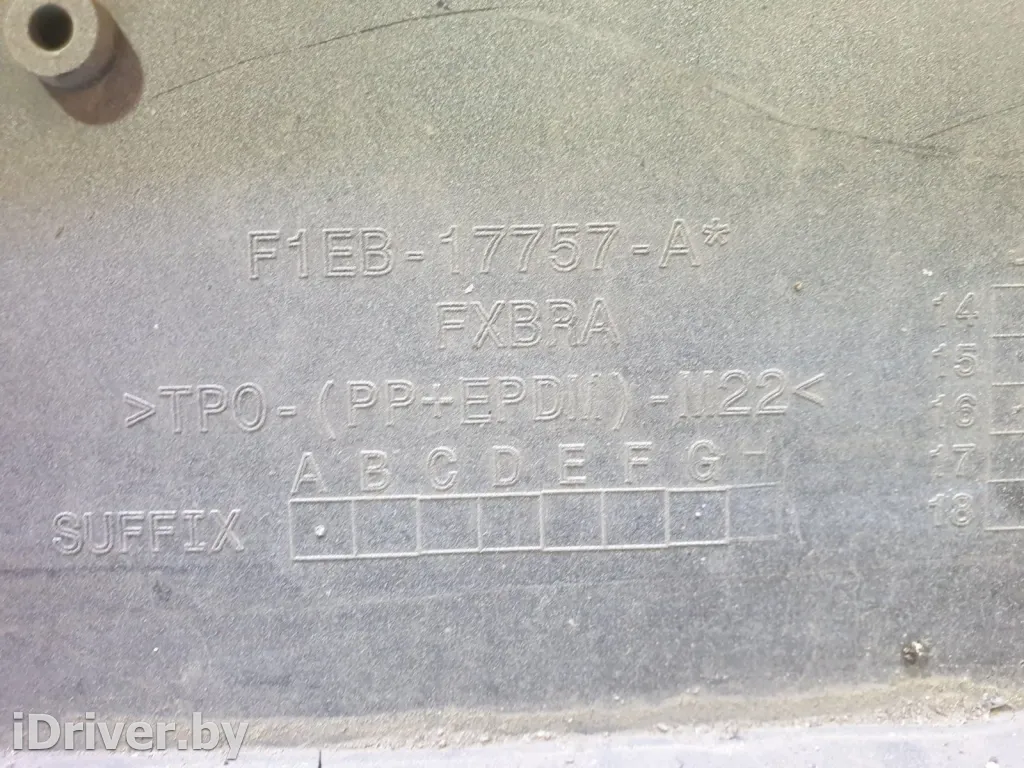 F1EB-17757-A*
FXBRA
>TPO-(PP+EPDM)-M22<
A B C D E F G
SUFFIX
14
15
16
17
18
iDriver.by